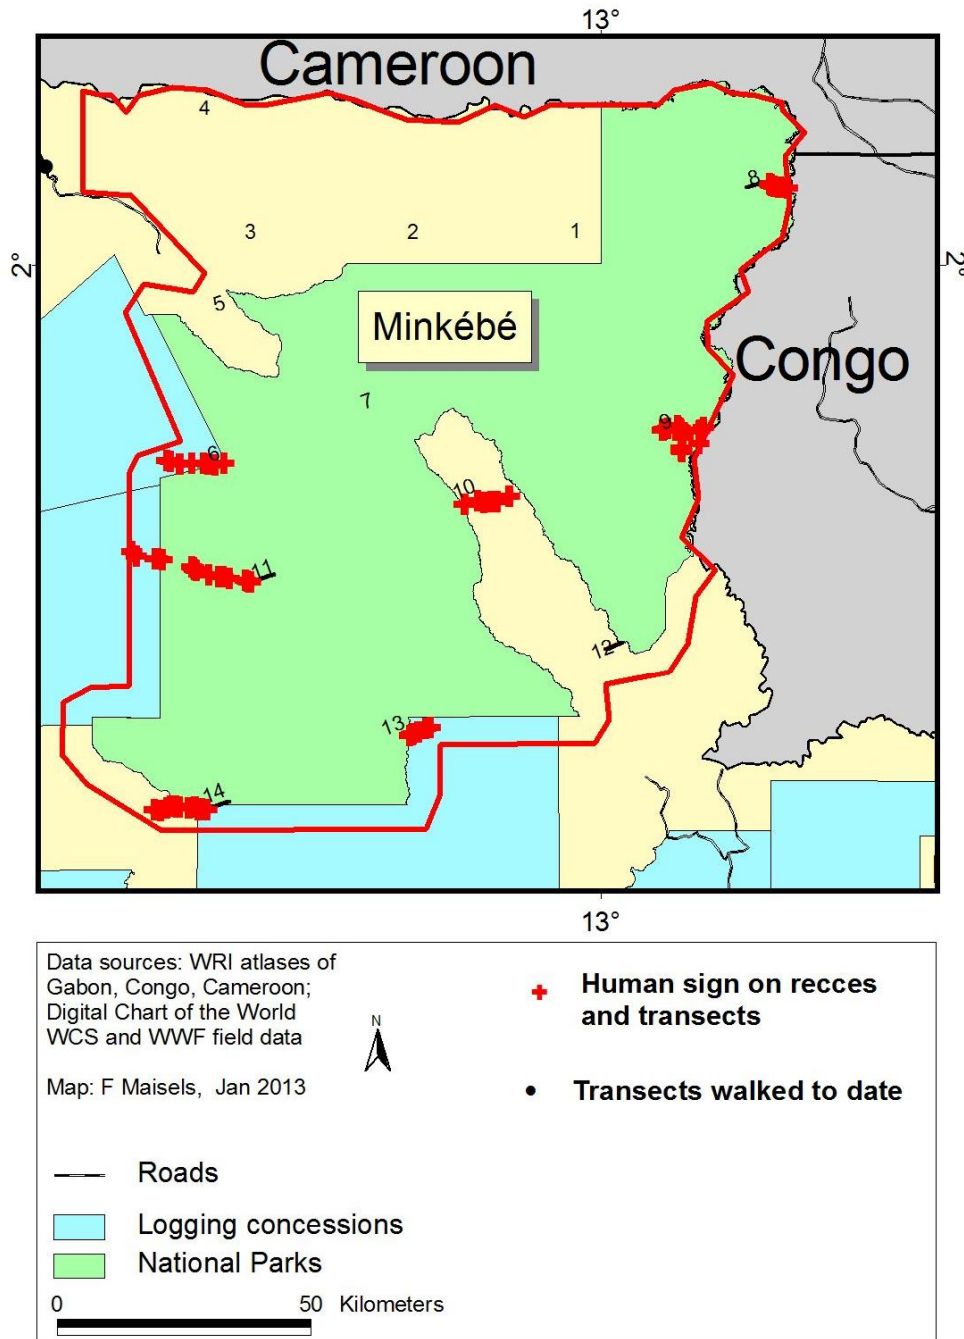 13°
Cameroon
4
8
3
2
1
2°
2°
5
Minkébé
Congo
7
9
6
10
11
12
13
14
13°
Data sources: WRI atlases of
Gabon, Congo, Cameroon;
Digital Chart of the World
WCS and WWF field data
Map: F Maisels, Jan 2013
N
Human sign on recces
and transects
Transects walked to date
Roads
Logging concessions
National Parks
0 50 Kilometers